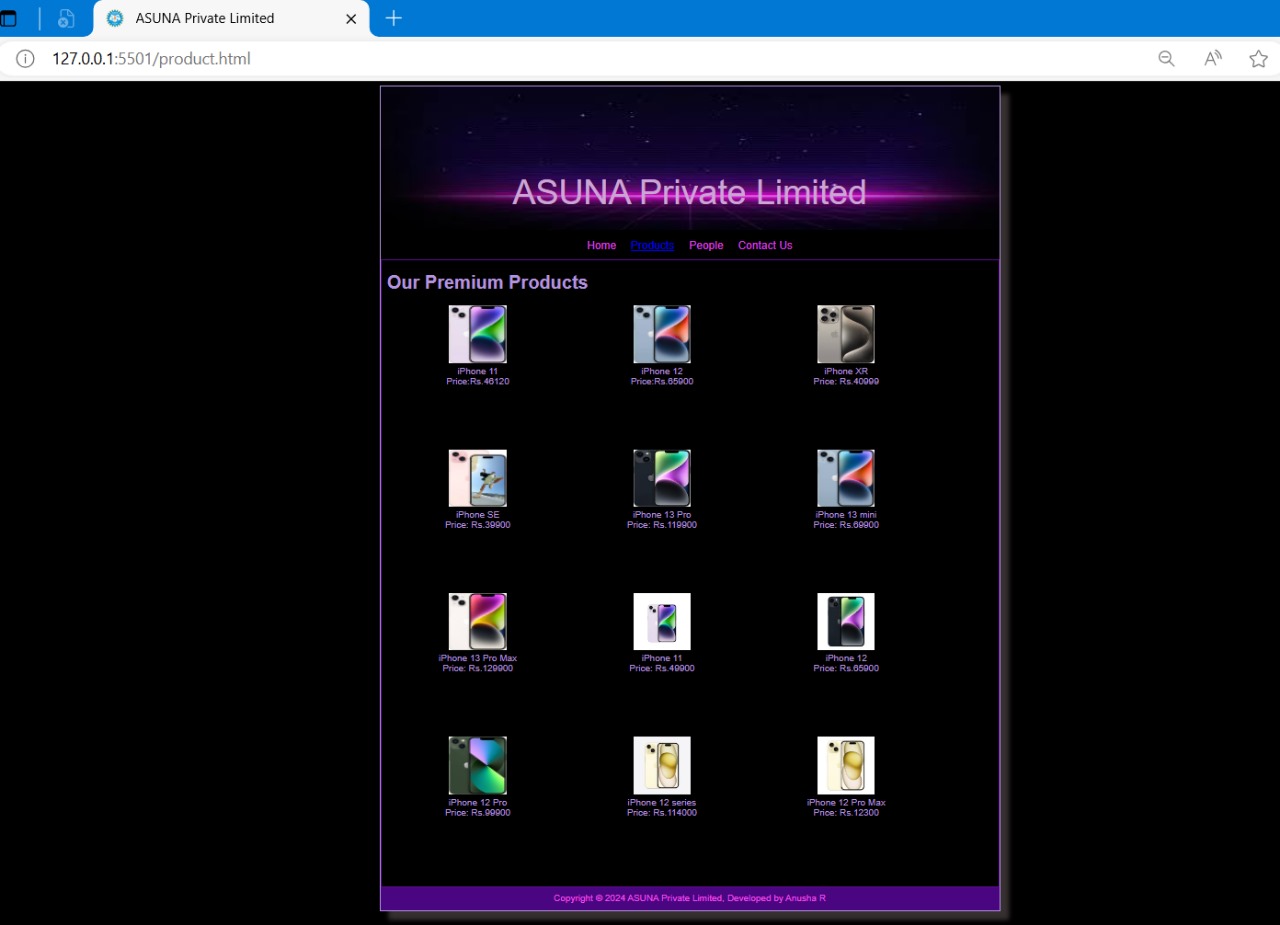 ASUNA Private Limited
127.0.0.1:5501/product.html
ASUNA Private Limited
Home Products People Contact Us
Our Premium Products
iPhone 11
Price:Rs.46120
iPhone 12
Price:Rs.65900
iPhone XR
Price: Rs.40999
iPhone SE
Price: Rs.39900
iPhone 13 Pro
Price: Rs.119900
iPhone 13 mini
Price: Rs.69900
iPhone 13 Pro Max
Price: Rs.129900
iPhone 11
Price: Rs.49900
iPhone 12
Price: Rs.65900
iPhone 12 Pro
Price: Rs.99900
iPhone 12 series
Price: Rs.114000
iPhone 12 Pro Max
Price: Rs.12300
Copyright © 2024 ASUNA Private Limited, Developed by Anusha R